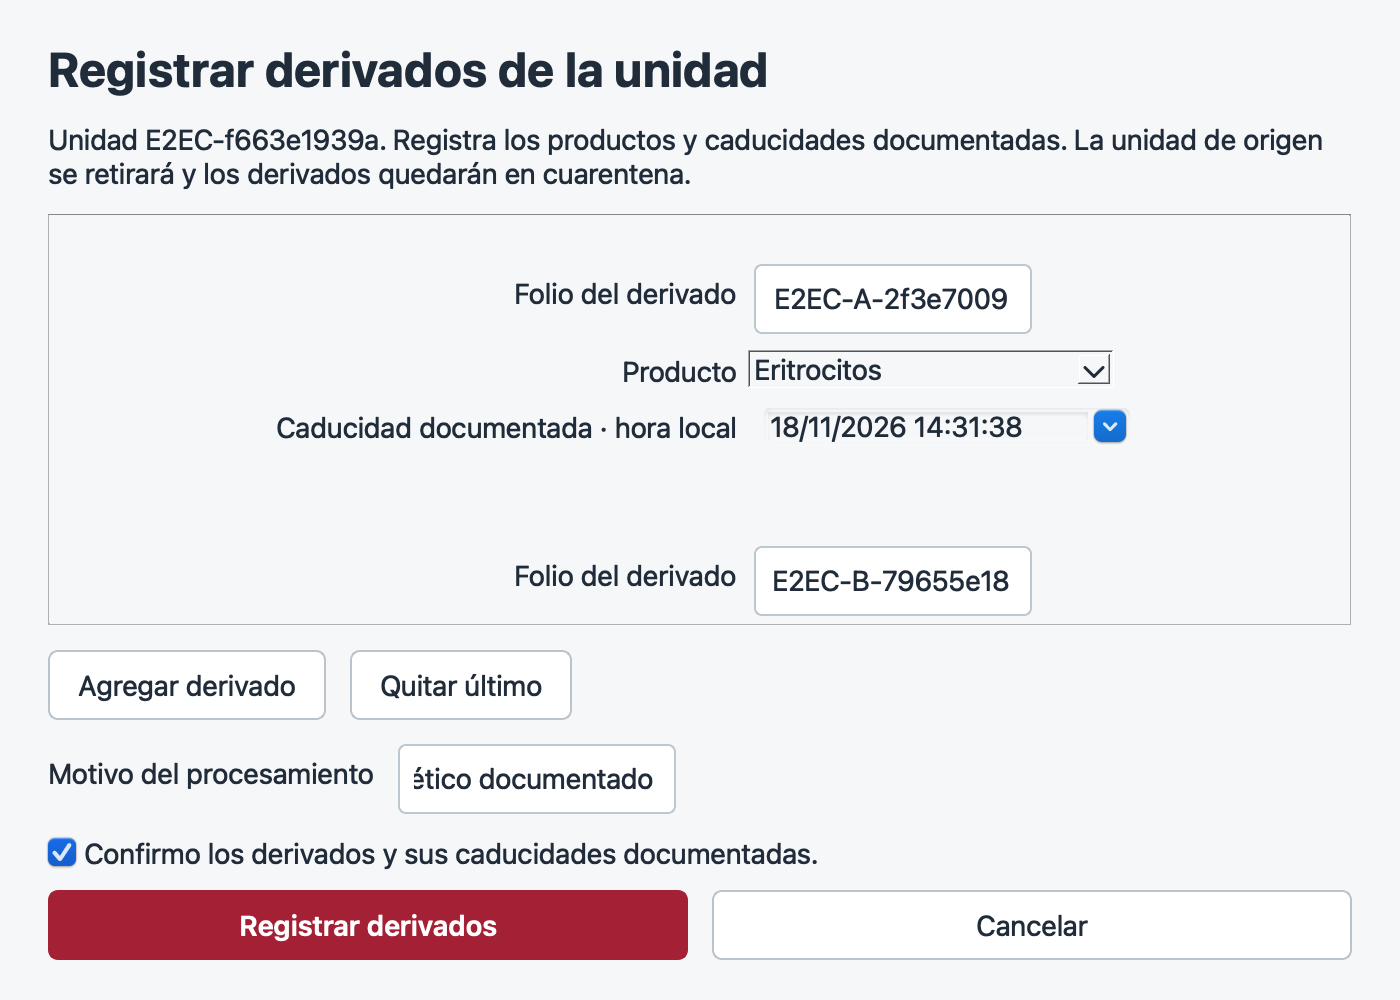 Registrar derivados de la unidad
Unidad E2EC-f663e1939a. Registra los productos y caducidades documentadas. La unidad de origen
se retirará y los derivados quedarán en cuarentena.
Folio del derivado E2EC-A-2f3e7009
Producto Eritrocitos
Caducidad documentada · hora local 18/11/2026 14:31:38
Folio del derivado E2EC-B-79655e18
Agregar derivado Quitar último
Motivo del procesamiento ético documentado
Confirmo los derivados y sus caducidades documentadas.
Registrar derivados Cancelar